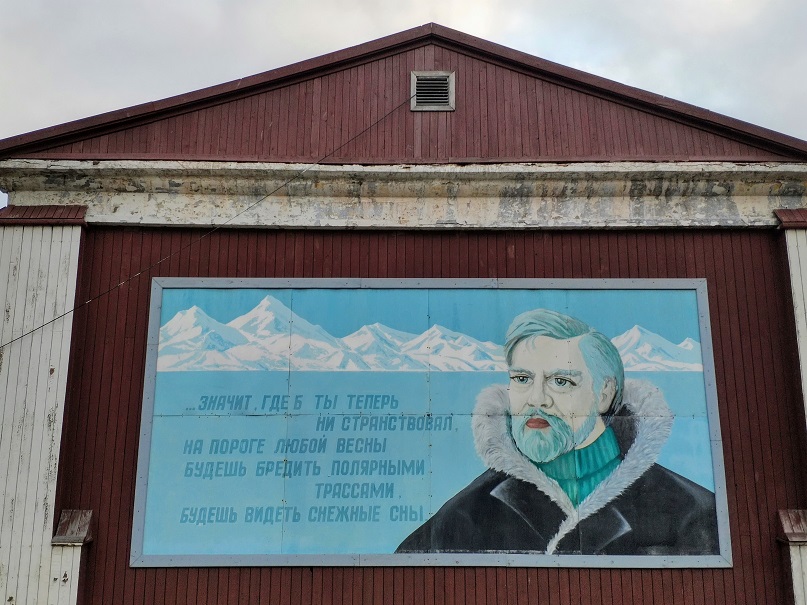 ...ЗНАЧИТ, ГДЕ Б ТЫ ТЕПЕРЬ
НИ СТРАНСТВОВАЛ,
НА ПОРОГЕ ЛЮБОЙ ВЕСНЫ
БУДЕШЬ БРЕДИТЬ ПОЛЯРНЫМИ
ТРАССАМИ,
БУДЕШЬ ВИДЕТЬ СНЕЖНЫЕ СНЫ.